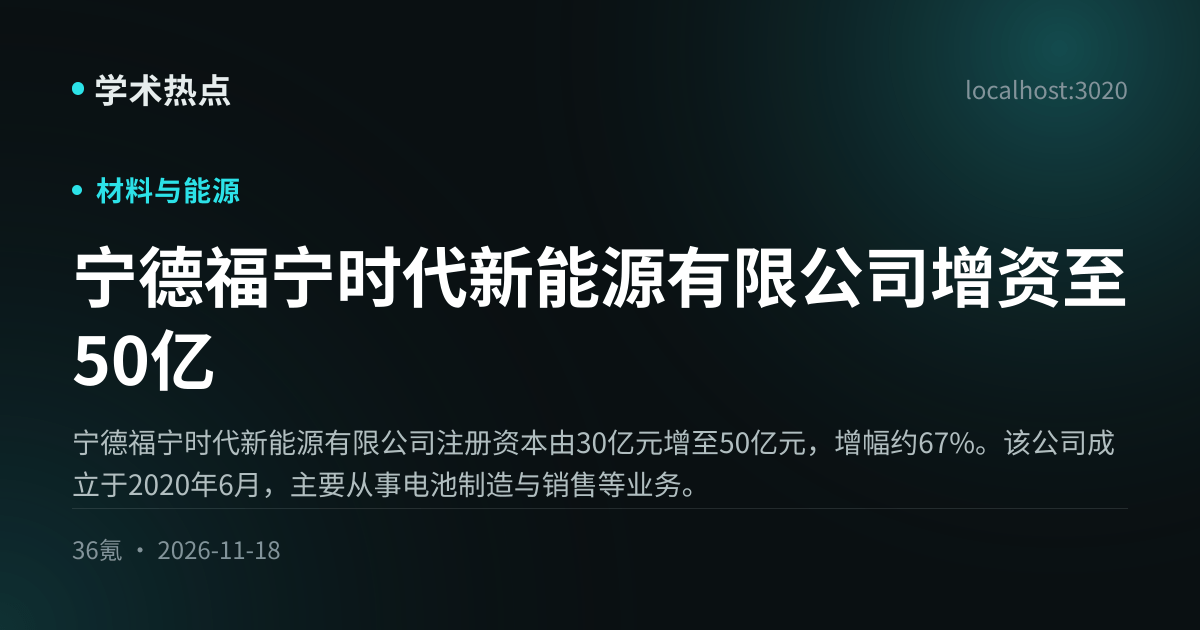 学术热点
localhost:3020
材料与能源
宁德福宁时代新能源有限公司增资至
50亿
宁德福宁时代新能源有限公司注册资本由30亿元增至50亿元，增幅约67%。该公司成
立于2020年6月，主要从事电池制造与销售等业务。
36氪 · 2026-11-18